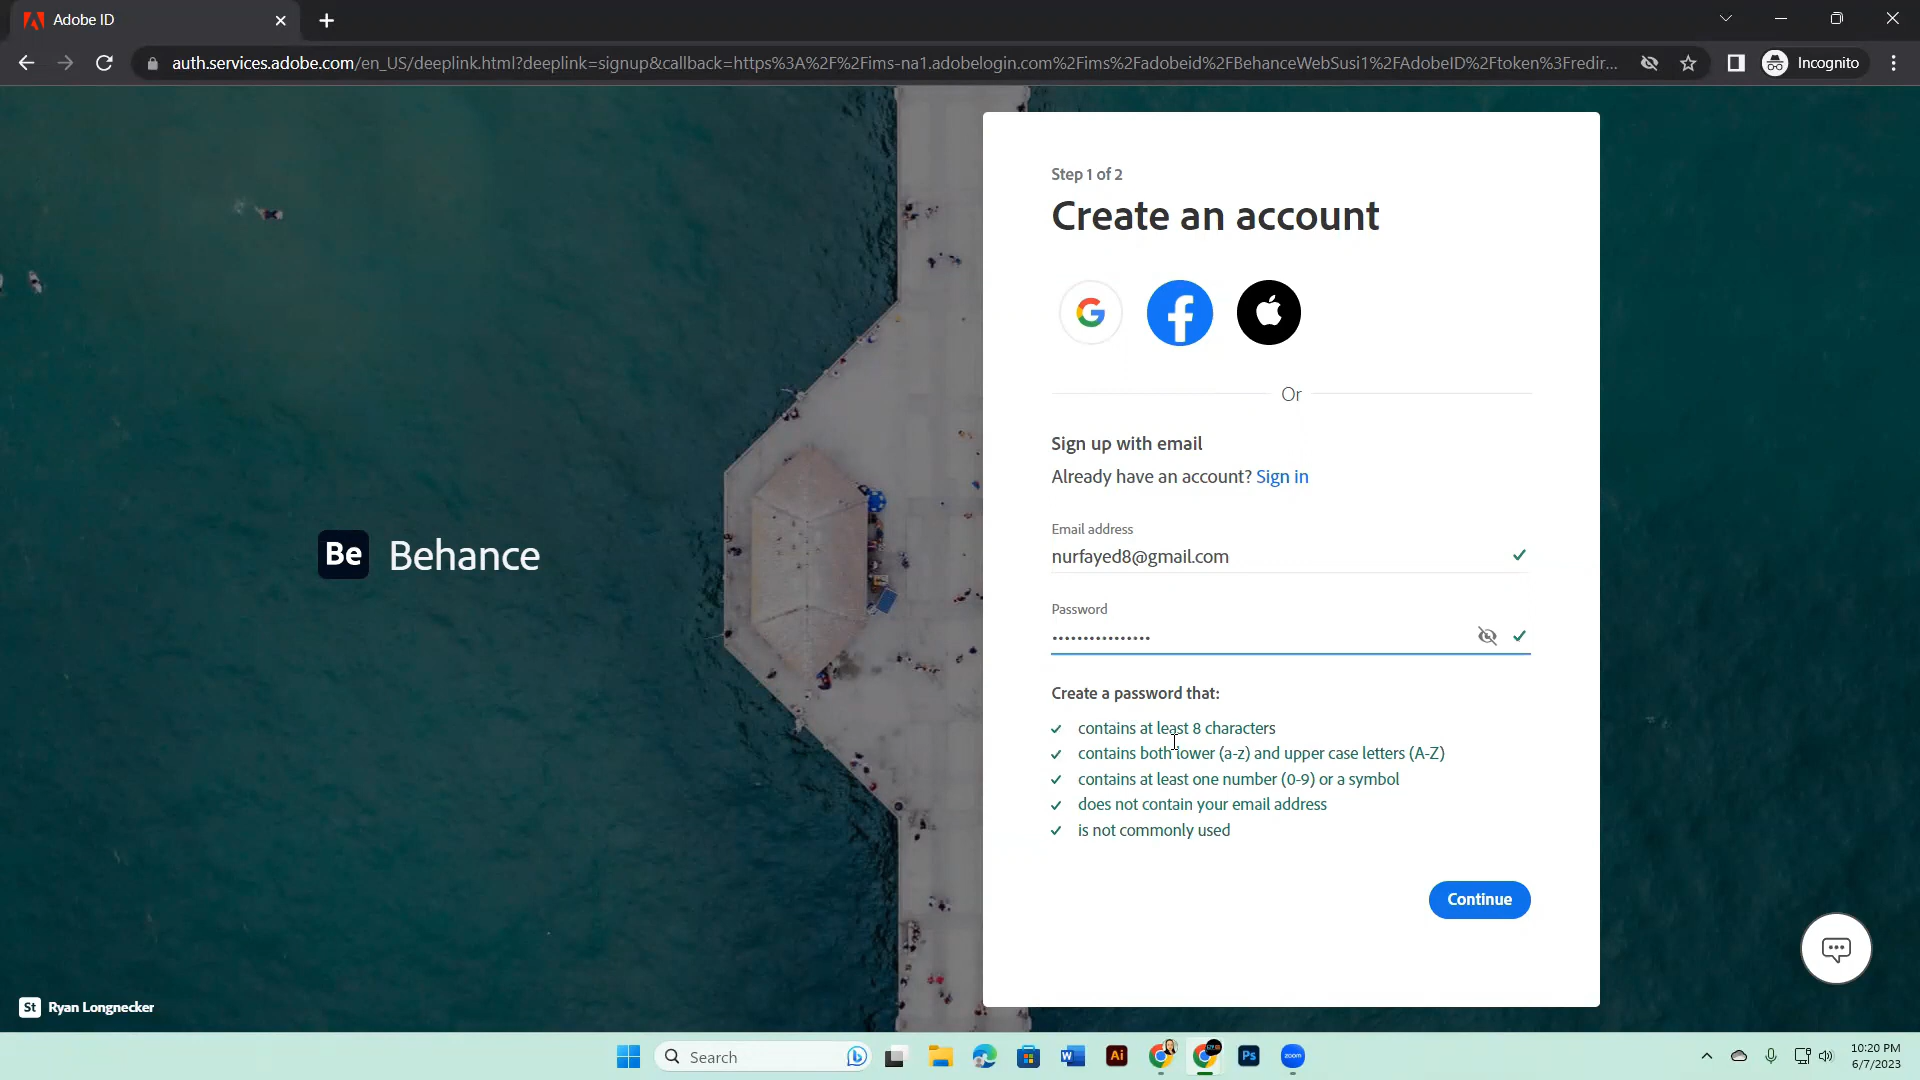 Adobe ID
auth.services.adobe.com/en_US/deeplink.html?deeplink=signup&callback=https%3A%2F%2Fims-na1.adobelogin.com%2Fims%2Fadobeid%2FBehanceWebSusi1%2FAdobeID%2Ftoken%3Fredir...
Incognito
Step 1 of 2
Create an account
Or
Sign up with email
Already have an account? Sign in
Email address
nurfayed8@gmail.com
Be Behance
Password
••••••••••••••••
Create a password that:
contains at least 8 characters
contains both lower (a-z) and upper case letters (A-Z)
contains at least one number (0-9) or a symbol
does not contain your email address
is not commonly used
Continue
St Ryan Longnecker
Search
W
Ai
Ps
zoom
10:20 PM
6/7/2023